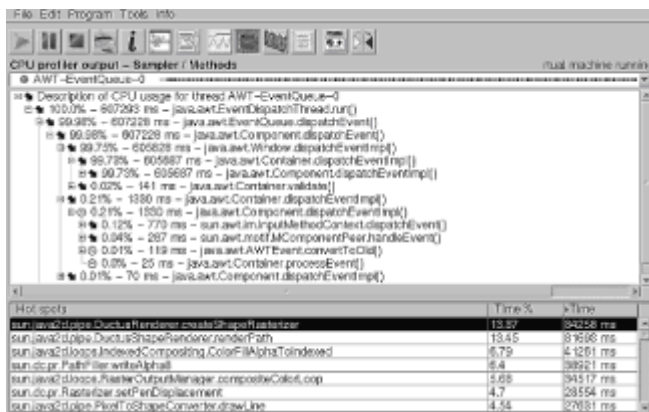 File Edit Program Tools Info
CPU profiler output – Sampler / Methods
rtual machine runnin
AWT–EventQueue–0
Description of CPU usage for thread AWT–EventQueue–0
100.0% – 607293 ms – java.awt.EventDispatchThread.run()
99.98% – 607228 ms – java.awt.EventQueue.dispatchEvent()
99.98% – 607228 ms – java.awt.Component.dispatchEvent()
99.75% – 605828 ms – java.awt.Window.dispatchEventImpl()
99.73% – 605687 ms – java.awt.Container.dispatchEventImpl()
99.73% – 605687 ms – java.awt.Component.dispatchEventImpl()
0.02% – 141 ms – java.awt.Container.validate()
0.21% – 1330 ms – java.awt.Container.dispatchEventImpl()
0.21% – 1330 ms – java.awt.Component.dispatchEventImpl()
0.12% – 770 ms – sun.awt.im.InputMethodContext.dispatchEvent()
0.04% – 287 ms – sun.awt.motif.MComponentPeer.handleEvent()
0.01% – 119 ms – java.awt.AWTEvent.convertToOld()
0.0% – 25 ms – java.awt.Container.processEvent()
0.01% – 70 ms – java.awt.Component.dispatchEventImpl()
Hot spots Time % Time
sun.java2d.pipe.DuctusRenderer.createShapeRasterizer 13.87 84258 ms
sun.java2d.pipe.DuctusShapeRenderer.renderPath 13.45 81698 ms
sun.java2d.loops.IndexedCompositing.ColorFillAlphaToIndexed 6.79 41261 ms
sun.dc.pr.PathFiller.writeAlpha8 6.4 38921 ms
sun.java2d.loops.RasterOutputManager.compositeColorLoop 5.68 34517 ms
sun.dc.pr.Rasterizer.setPenDisplacement 4.7 28554 ms
sun.java2d.pipe.PixelToShapeConverter.drawLine 4.54 27631 ms